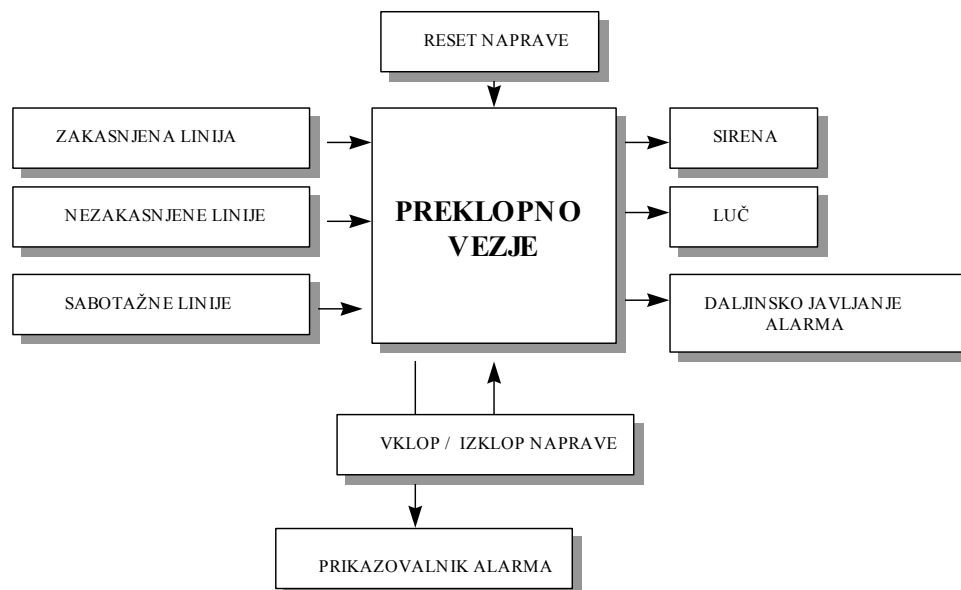 RESET NAPRAVE
ZAKASNJENA LINIJA
NEZAKASNJENE LINIJE
SABOTAŽNE LINIJE
PREKLOPNO
VEZJE
SIRENA
LUČ
DALJINSKO JAVLJANJE
ALARMA
VKLOP / IZKLOP NAPRAVE
PRIKAZOVALNIK ALARMA